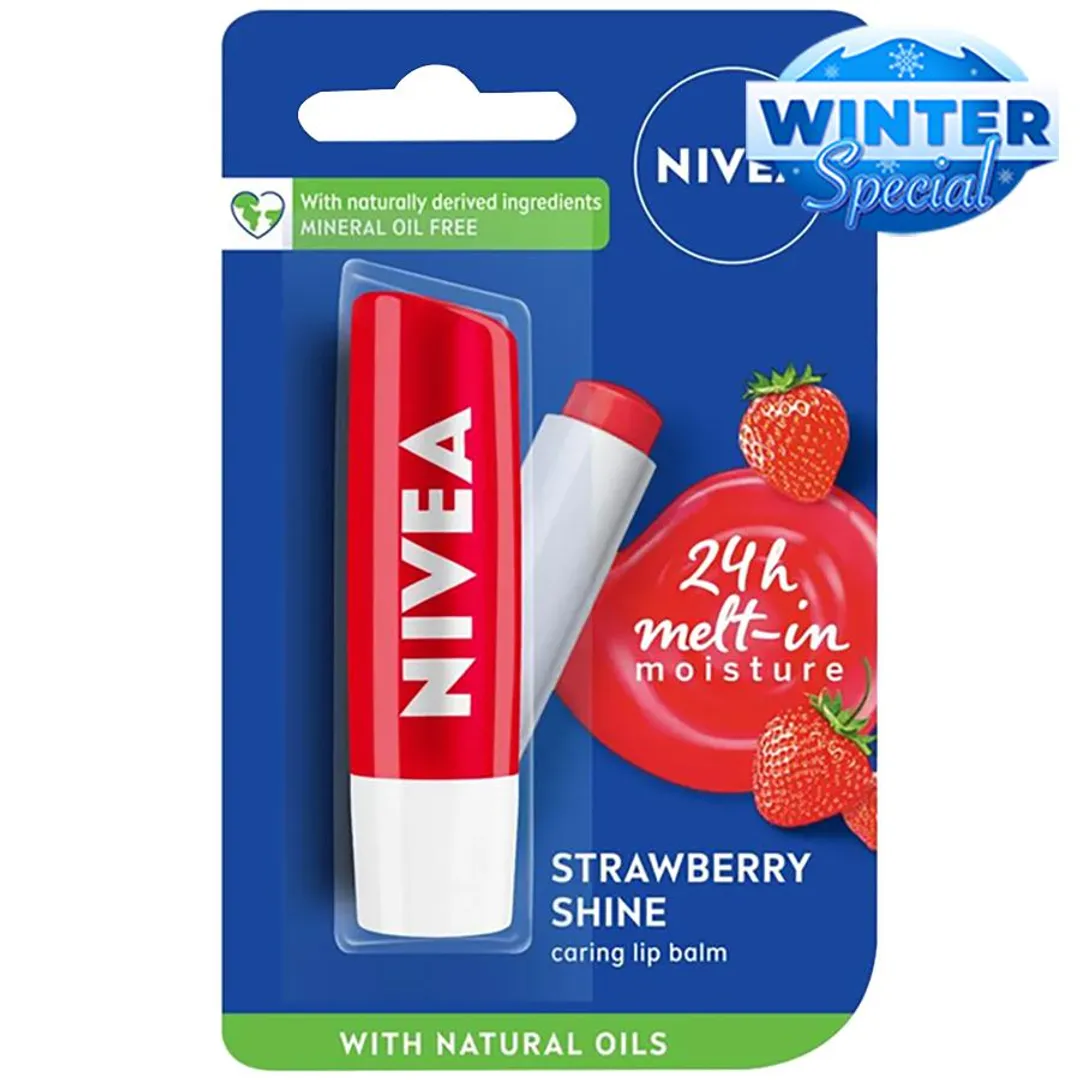 WINTER
Special
NIVEA
With naturally derived ingredients
MINERAL OIL FREE
NIVEA
24h
melt-in
moisture
STRAWBERRY
SHINE
caring lip balm
WITH NATURAL OILS